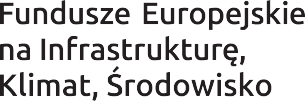 Fundusze Europejskie
na Infrastrukturę,
Klimat, Środowisko